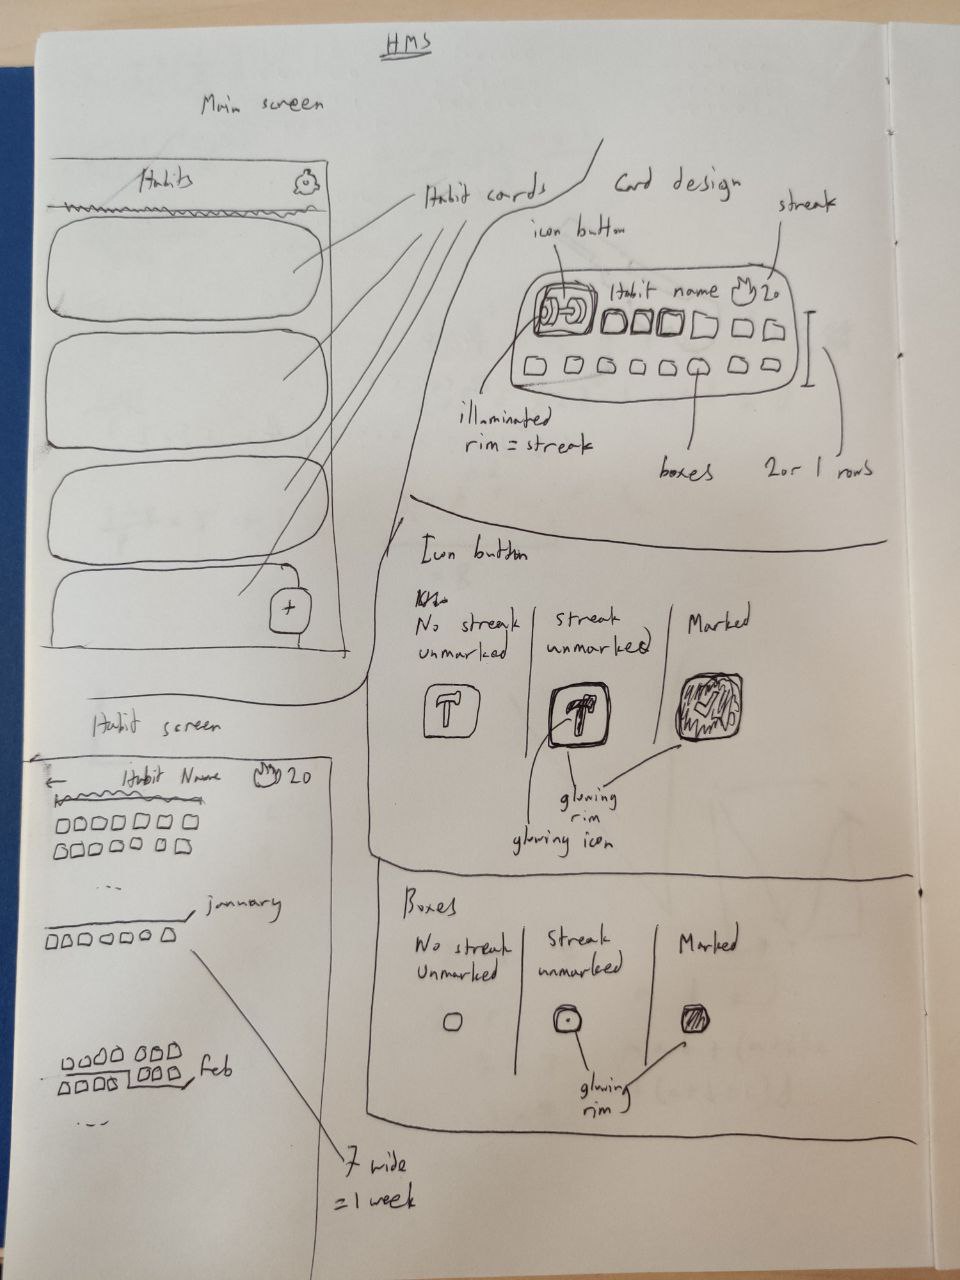 HMS
Main screen
Habits
Habit cards
+
Card design
streak
icon button
Habit name
20
illuminated
rim = streak
boxes
2 or 1 rows
Icon button
No streak
unmarked
streak
unmarked
Marked
glowing
rim
glowing icon
Habit screen
←
Habit Name
20
...
january
feb
...
7 wide
= 1 week
Boxes
No streak
Unmarked
Streak
unmarked
Marked
glowing
rim